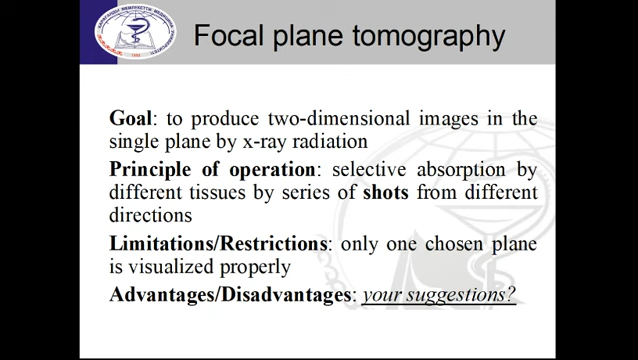 Focal plane tomography
Goal: to produce two-dimensional images in the
single plane by x-ray radiation
Principle of operation: selective absorption by
different tissues by series of shots from different
directions
Limitations/Restrictions: only one chosen plane
is visualized properly
Advantages/Disadvantages: your suggestions?